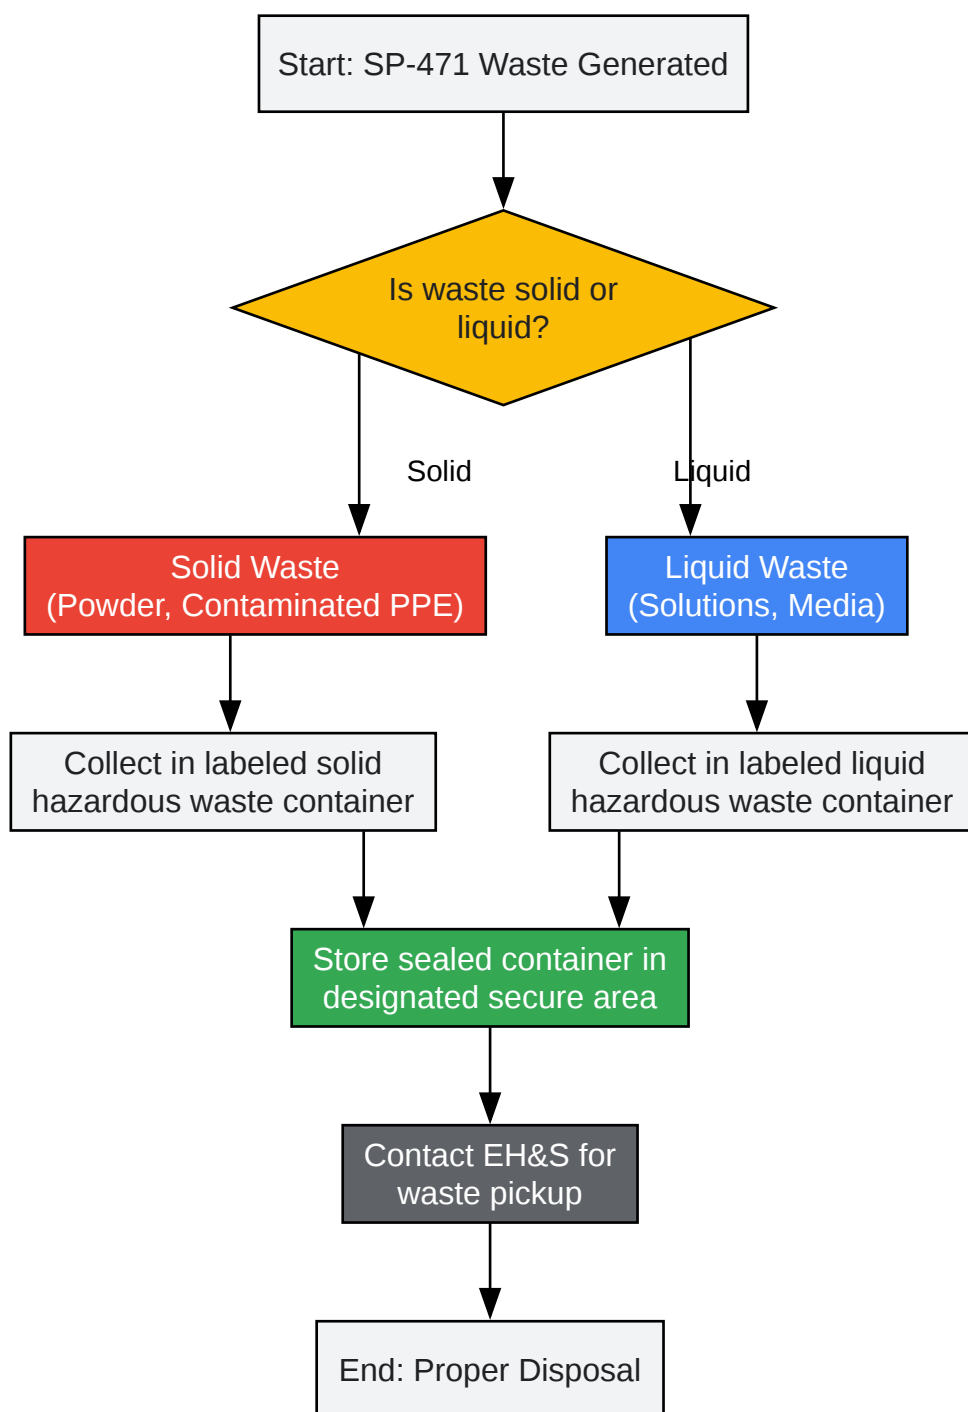 Start: SP-471 Waste Generated
Is waste solid or
liquid?
Solid
Liquid
Solid Waste
(Powder, Contaminated PPE)
Liquid Waste
(Solutions, Media)
Collect in labeled solid
hazardous waste container
Collect in labeled liquid
hazardous waste container
Store sealed container in
designated secure area
Contact EH&S for
waste pickup
End: Proper Disposal